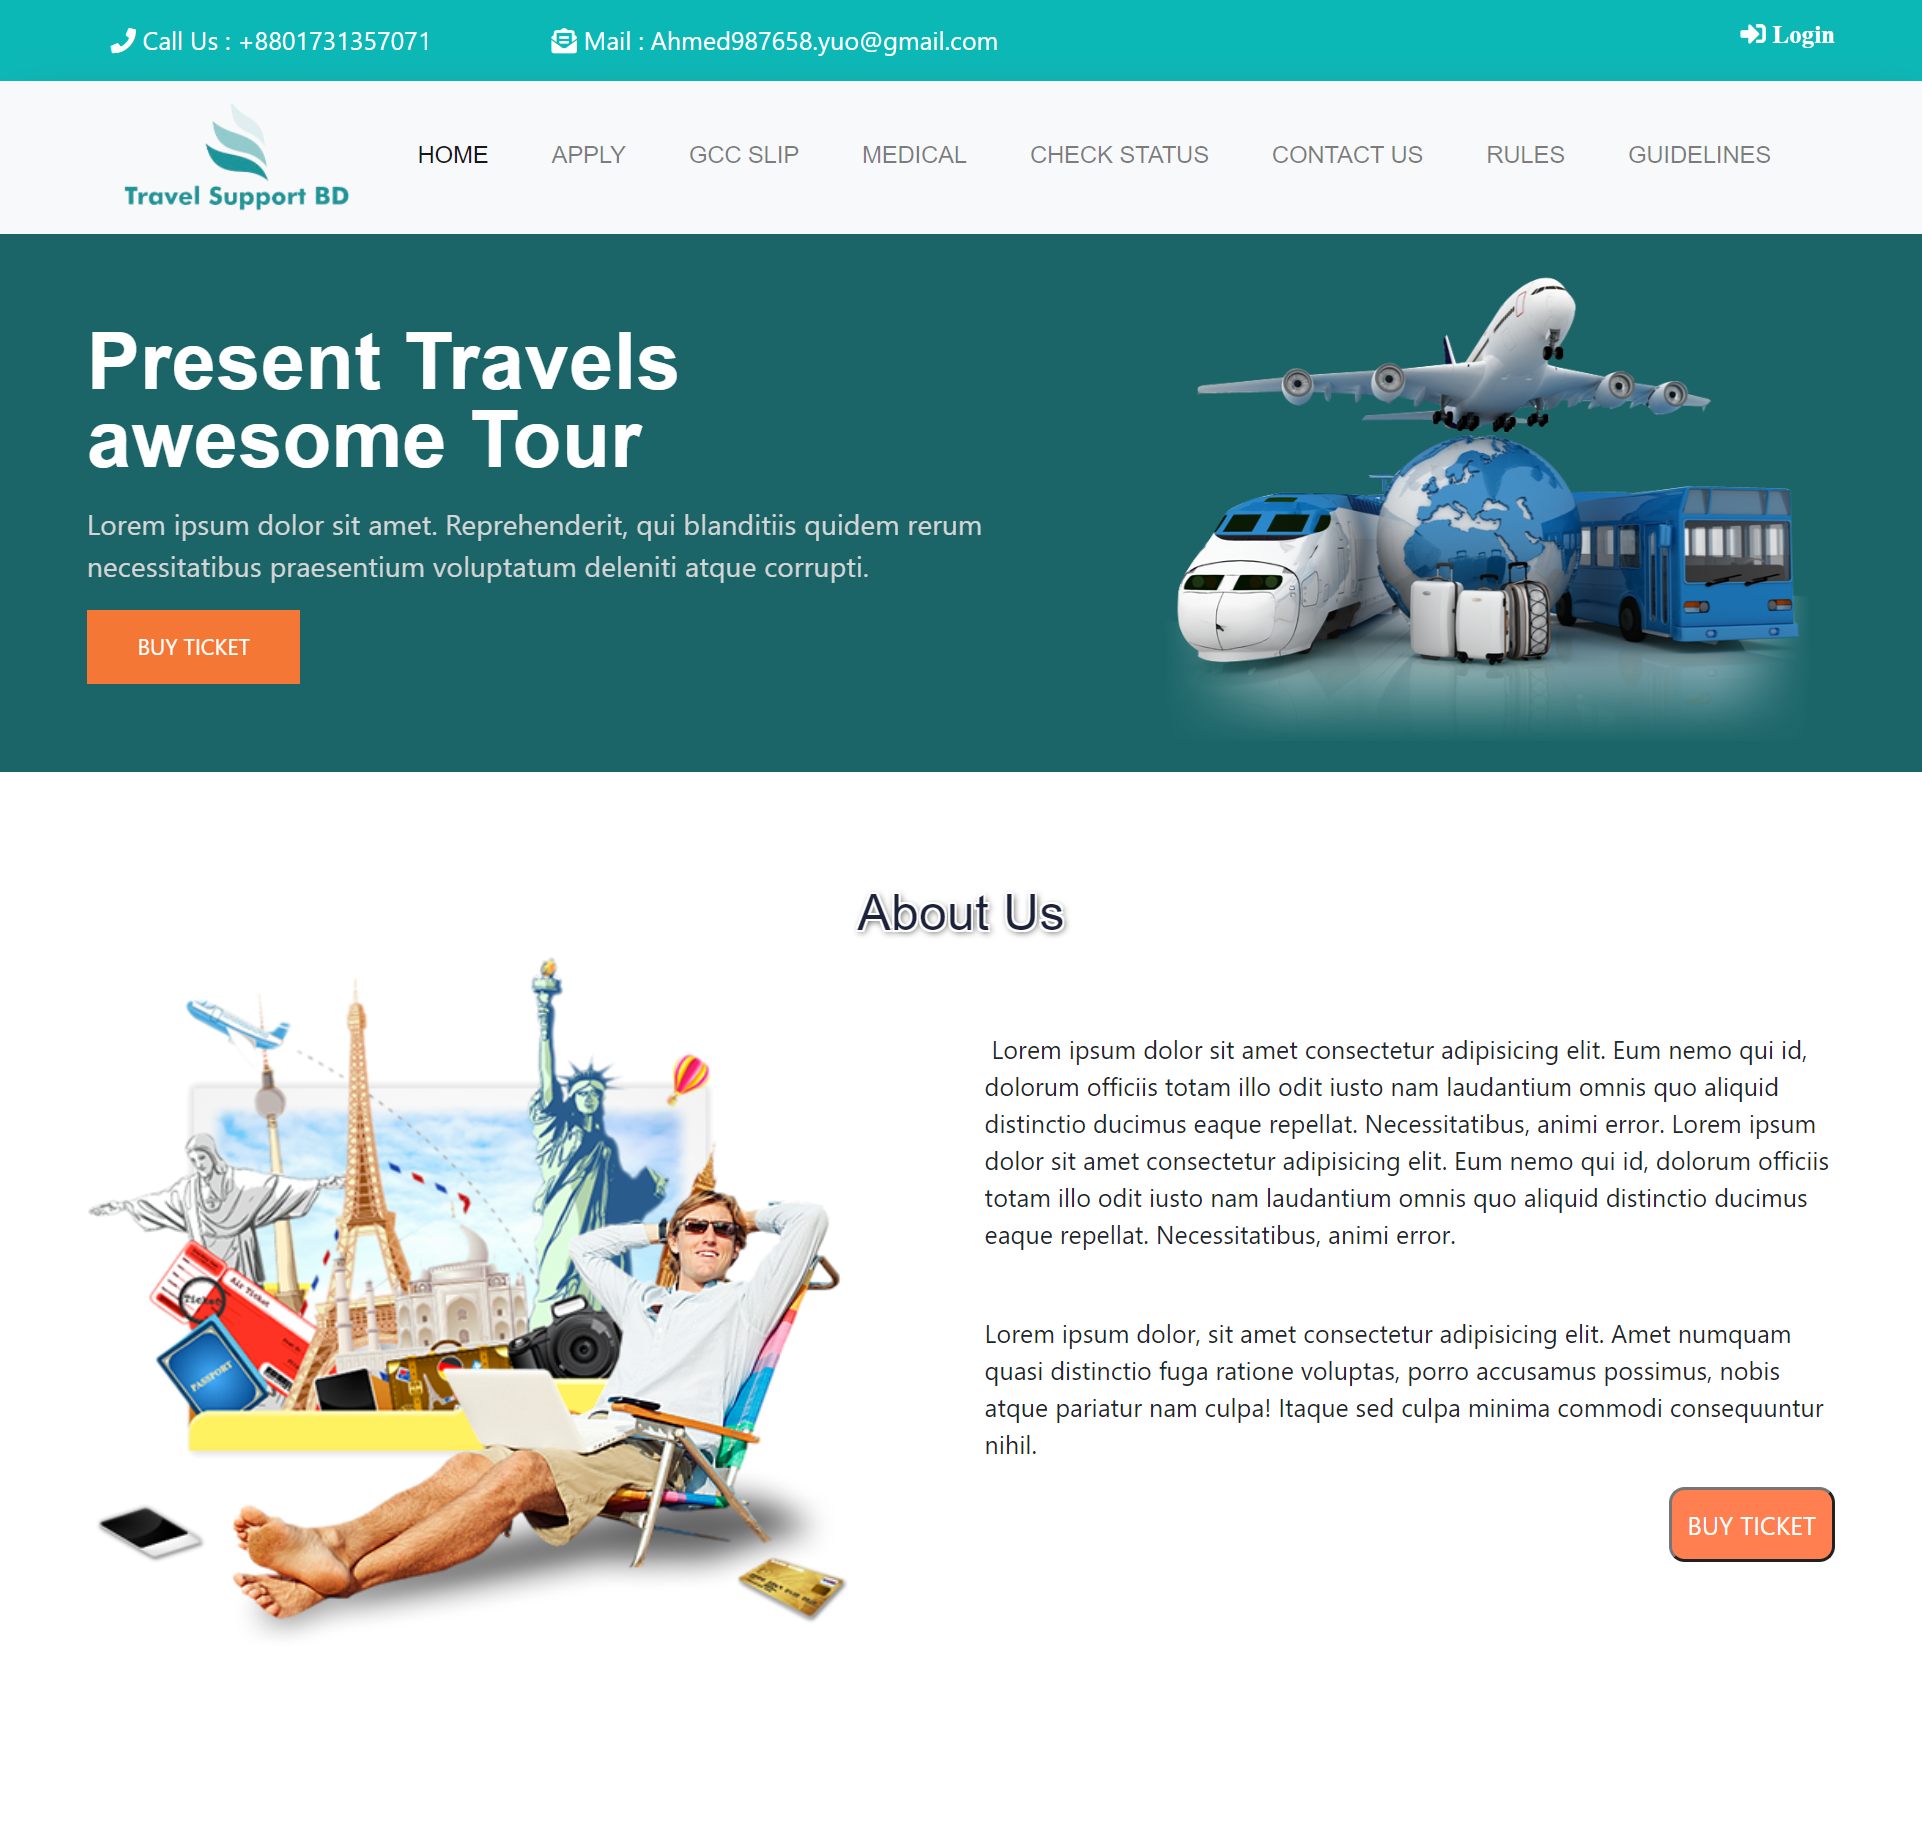 Call Us : +8801731357071
Mail : Ahmed987658.yuo@gmail.com
Login
Travel Support BD
HOME
APPLY
GCC SLIP
MEDICAL
CHECK STATUS
CONTACT US
RULES
GUIDELINES
Present Travels
awesome Tour
Lorem ipsum dolor sit amet. Reprehenderit, qui blanditiis quidem rerum
necessitatibus praesentium voluptatum deleniti atque corrupti.
BUY TICKET
About Us
Lorem ipsum dolor sit amet consectetur adipisicing elit. Eum nemo qui id,
dolorum officiis totam illo odit iusto nam laudantium omnis quo aliquid
distinctio ducimus eaque repellat. Necessitatibus, animi error. Lorem ipsum
dolor sit amet consectetur adipisicing elit. Eum nemo qui id, dolorum officiis
totam illo odit iusto nam laudantium omnis quo aliquid distinctio ducimus
eaque repellat. Necessitatibus, animi error.
Air Ticket
Ticket
PASSPORT
Lorem ipsum dolor, sit amet consectetur adipisicing elit. Amet numquam
quasi distinctio fuga ratione voluptas, porro accusamus possimus, nobis
atque pariatur nam culpa! Itaque sed culpa minima commodi consequuntur
nihil.
BUY TICKET